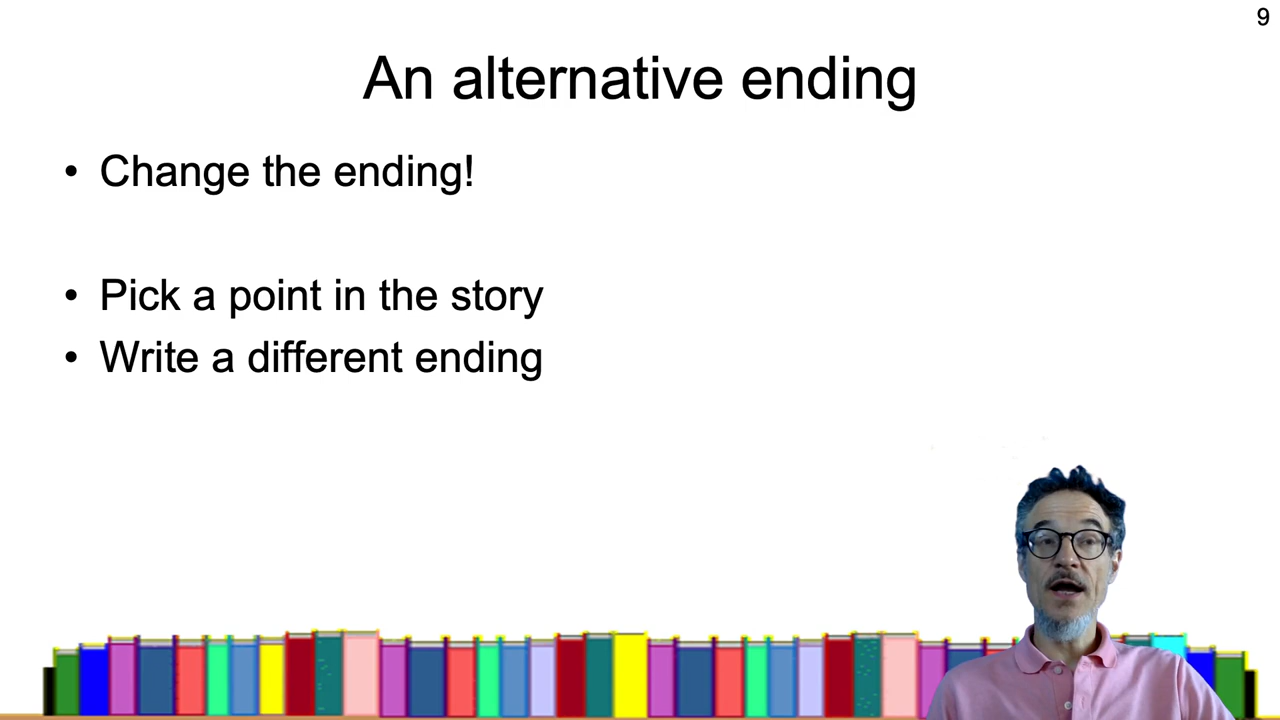 9
An alternative ending
• Change the ending!
• Pick a point in the story
• Write a different ending